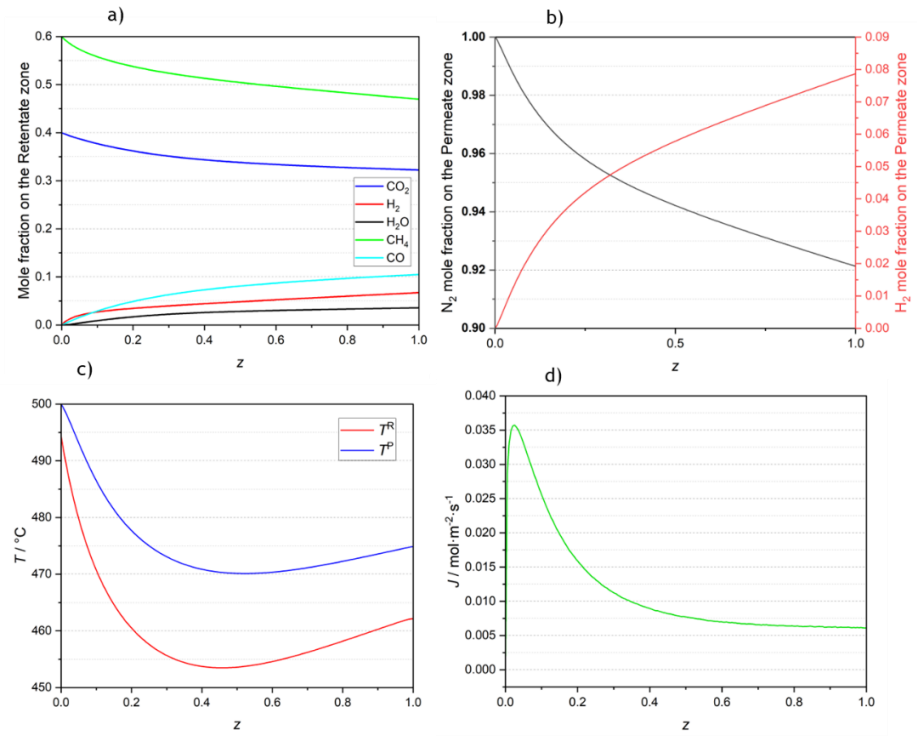 a)
Mole fraction on the Retentate zone
0.6
0.5
0.4
0.3
0.2
0.1
0.0
CO₂
H₂
H₂O
CH₄
CO
0.0 0.2 0.4 0.6 0.8 1.0
z
b)
N₂ mole fraction on the Permeate zone
1.00
0.98
0.96
0.94
0.92
0.90
0.09
0.08
0.07
0.06
0.05
0.04
0.03
0.02
0.01
0.00
H₂ mole fraction on the Permeate zone
0.0 0.5 1.0
z
c)
T / °C
500
490
480
470
460
450
Tᴿ
Tᴾ
0.0 0.2 0.4 0.6 0.8 1.0
z
d)
J / mol·m⁻²·s⁻¹
0.040
0.035
0.030
0.025
0.020
0.015
0.010
0.005
0.000
0.0 0.2 0.4 0.6 0.8 1.0
z